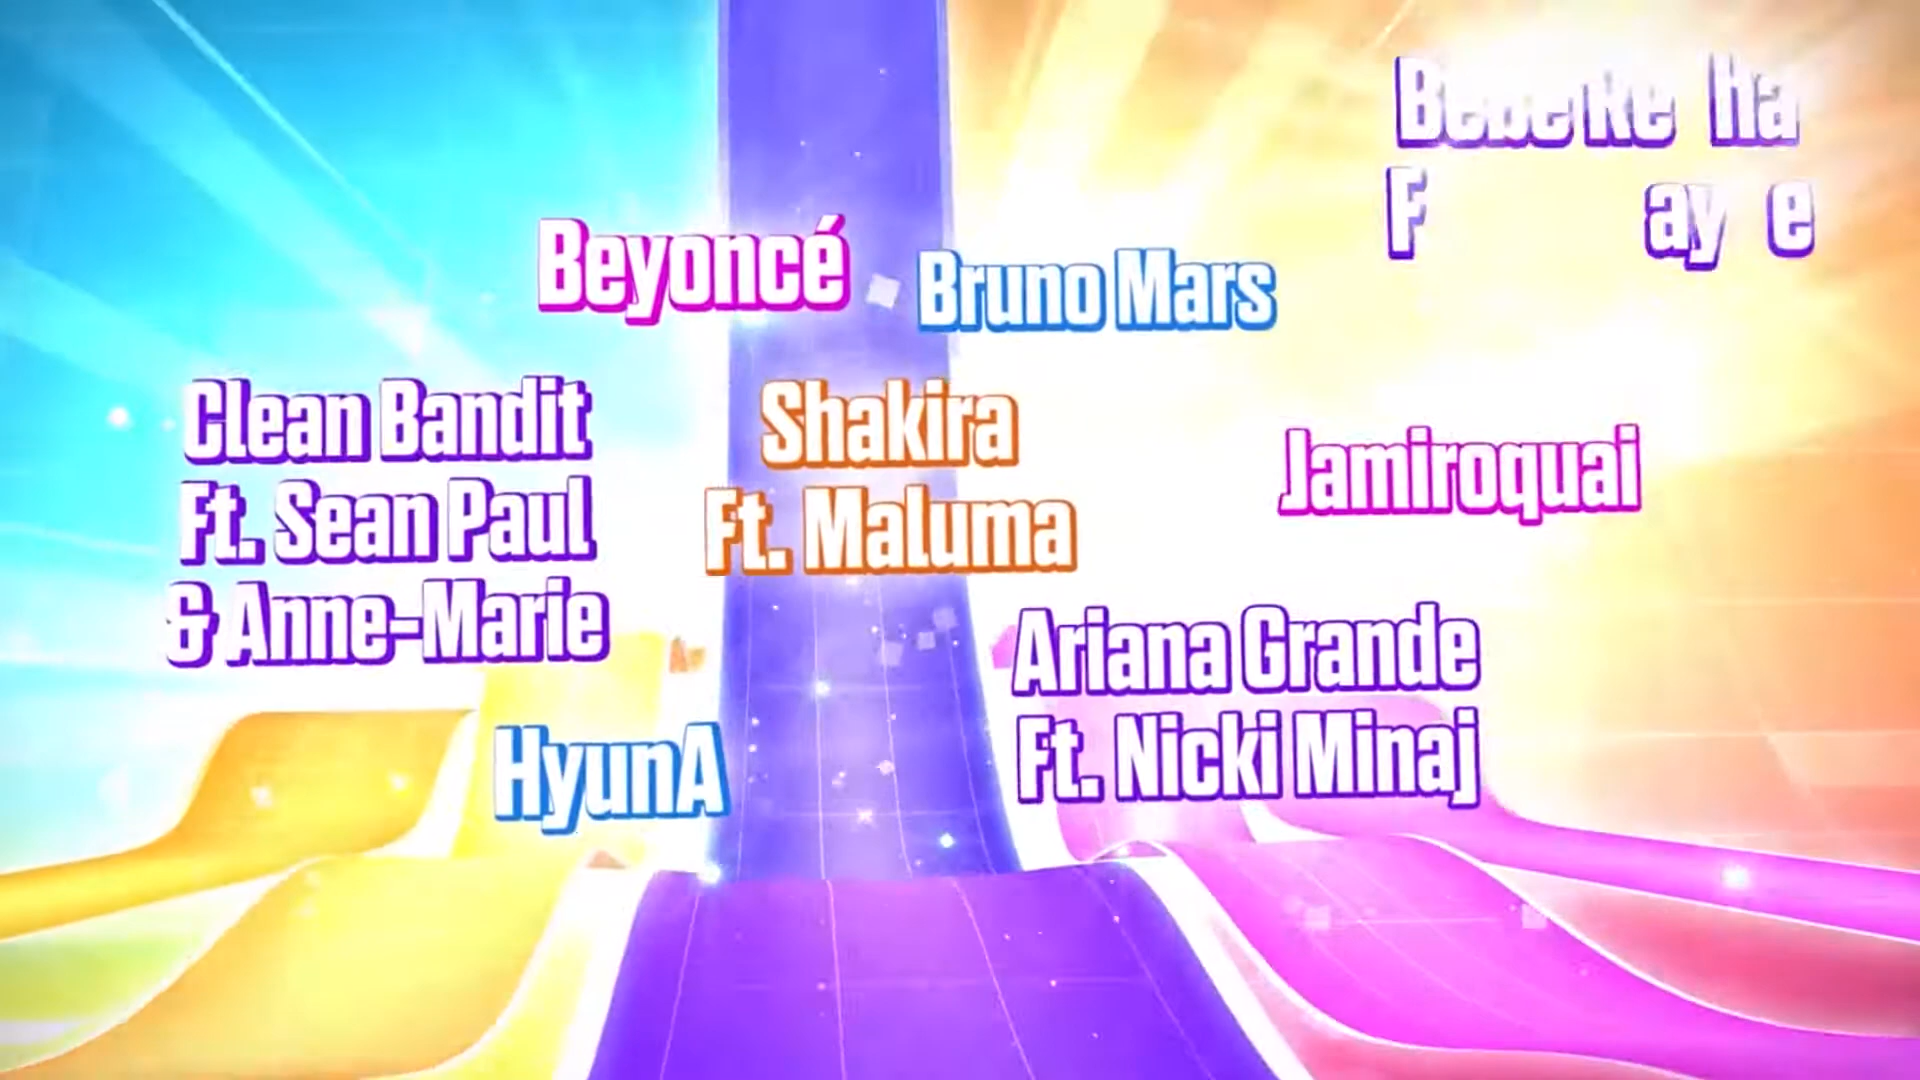 Beyoncé
Bruno Mars
Clean Bandit
Ft. Sean Paul
& Anne-Marie
Shakira
Ft. Maluma
Jamiroquai
Ariana Grande
Ft. Nicki Minaj
HyunA